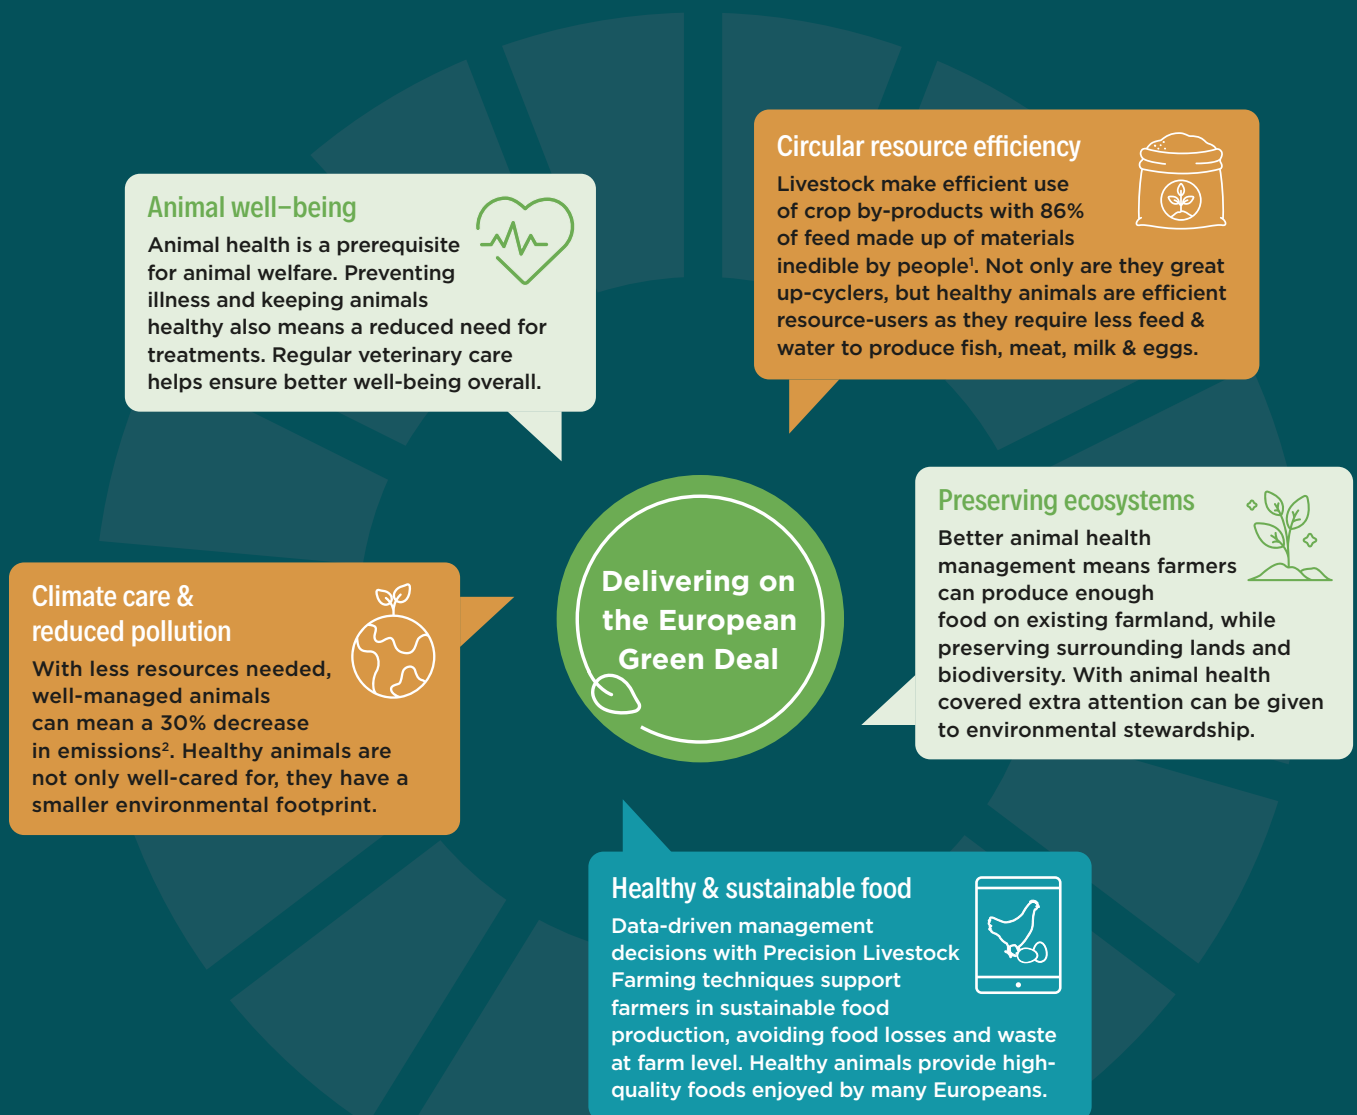 Animal well–being
Animal health is a prerequisite
for animal welfare. Preventing
illness and keeping animals
healthy also means a reduced need for
treatments. Regular veterinary care
helps ensure better well-being overall.
Circular resource efficiency
Livestock make efficient use
of crop by-products with 86%
of feed made up of materials
inedible by people¹. Not only are they great
up-cyclers, but healthy animals are efficient
resource-users as they require less feed &
water to produce fish, meat, milk & eggs.
Preserving ecosystems
Better animal health
management means farmers
can produce enough
food on existing farmland, while
preserving surrounding lands and
biodiversity. With animal health
covered extra attention can be given
to environmental stewardship.
Delivering on
the European
Green Deal
Climate care &
reduced pollution
With less resources needed,
well-managed animals
can mean a 30% decrease
in emissions². Healthy animals are
not only well-cared for, they have a
smaller environmental footprint.
Healthy & sustainable food
Data-driven management
decisions with Precision Livestock
Farming techniques support
farmers in sustainable food
production, avoiding food losses and waste
at farm level. Healthy animals provide high-
quality foods enjoyed by many Europeans.